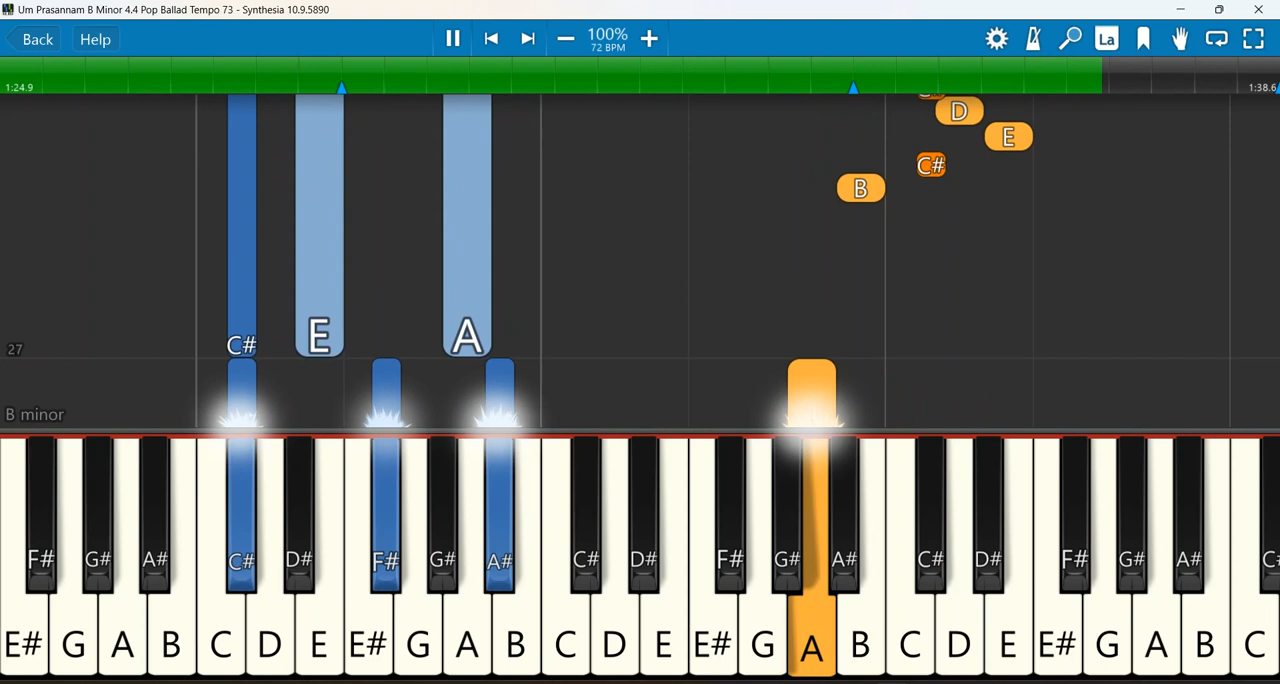 Um Prasannam B Minor 4.4 Pop Ballad Tempo 73 - Synthesia 10.9.5890
Back Help 100% La
72 BPM
1:24.9 1:38.6
D
E
C#
B
C# E A
27
B minor
F# G# A# C# D# F# G# A# C# D# F# G# A# C# D# F# G# A#
E# G A B C D E E# G A B C D E E# G A B C D E E# G A B C